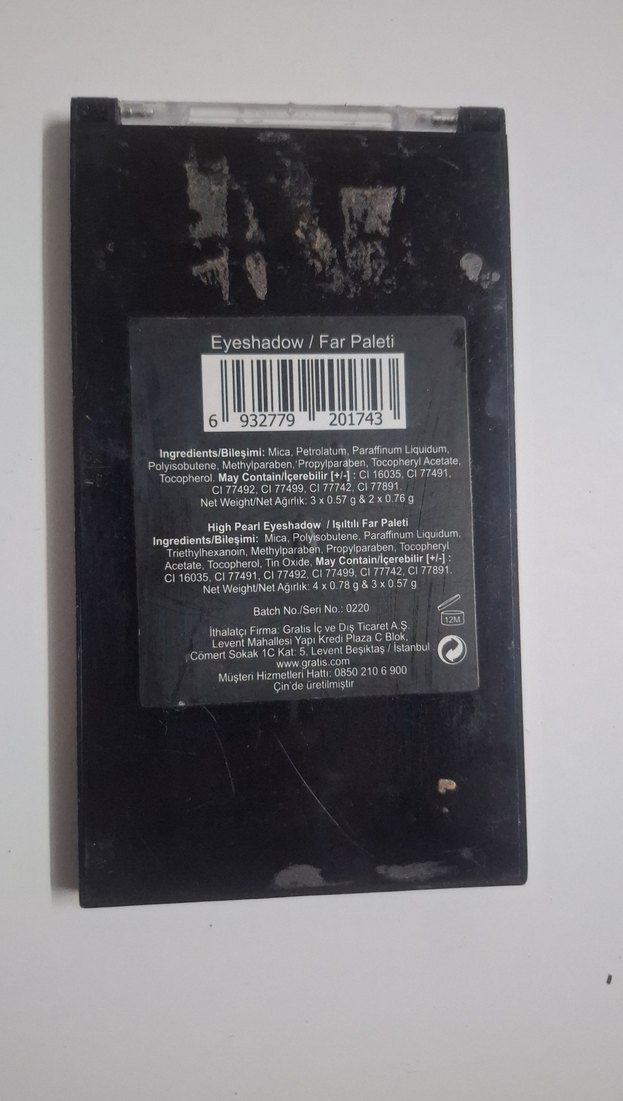 Eyeshadow / Far Paleti
6 932779 201743
Ingredients/Bileşimi: Mica, Petrolatum, Paraffinum Liquidum,
Polyisobutene, Methylparaben, Propylparaben, Tocopheryl Acetate,
Tocopherol. May Contain/İçerebilir [+/-] : CI 16035, CI 77491,
CI 77492, CI 77499, CI 77742, CI 77891.
Net Weight/Net Ağırlık: 3 x 0.57 g & 2 x 0.76 g
High Pearl Eyeshadow / Işıltılı Far Paleti
Ingredients/Bileşimi: Mica, Polyisobutene, Paraffinum Liquidum,
Triethylhexanoin, Methylparaben, Propylparaben, Tocopheryl
Acetate, Tocopherol, Tin Oxide, May Contain/İçerebilir [+/-] :
CI 16035, CI 77491, CI 77492, CI 77499, CI 77742, CI 77891.
Net Weight/Net Ağırlık: 4 x 0.78 g & 3 x 0.57 g
Batch No./Seri No.: 0220
12M
İthalatçı Firma: Gratis İç ve Dış Ticaret A.Ş.
Levent Mahallesi Yapı Kredi Plaza C Blok,
Cömert Sokak 1C Kat: 5, Levent Beşiktaş / İstanbul
www.gratis.com
Müşteri Hizmetleri Hattı: 0850 210 6 900
Çin'de üretilmiştir